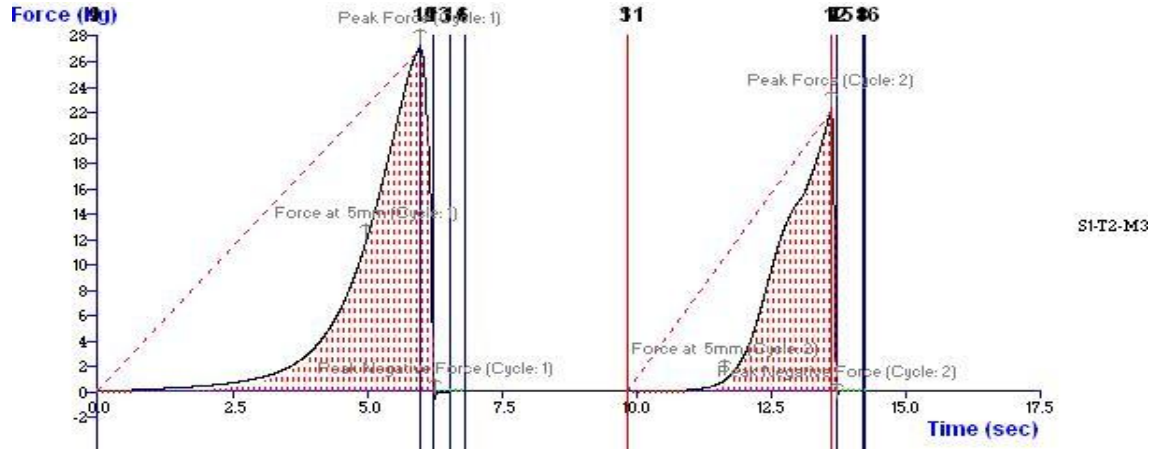 Force (Kg)
Peak Force (Cycle: 1)
28
26
24
22
20
18
16
14
12
10
8
6
4
2
0
-2
Force at 5mm (Cycle: 1)
Peak Negative Force (Cycle: 1)
Peak Force (Cycle: 2)
Force at 5mm (Cycle: 2)
Peak Negative Force (Cycle: 2)
S1-T2-M3
0.0 2.5 5.0 7.5 10.0 12.5 15.0 17.5
Time (sec)